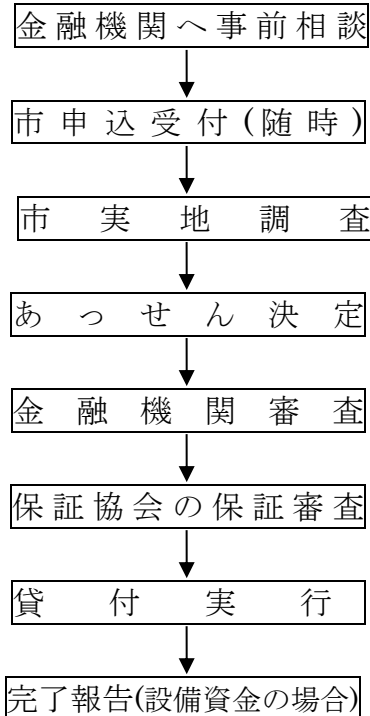 金融機関へ事前相談
市申込受付(随時)
市実地調査
あっせん決定
金融機関審査
保証協会の保証審査
貸付実行
完了報告(設備資金の場合)